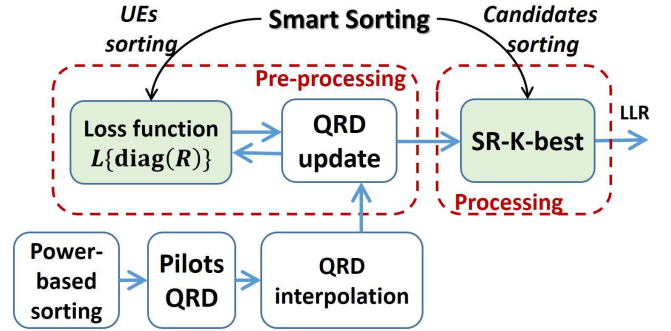 UEs
sorting
Smart Sorting
Candidates
sorting
Pre-processing
Loss function
L{diag(R)}
QRD
update
SR-K-best
LLR
Processing
Power-
based
sorting
Pilots
QRD
QRD
interpolation